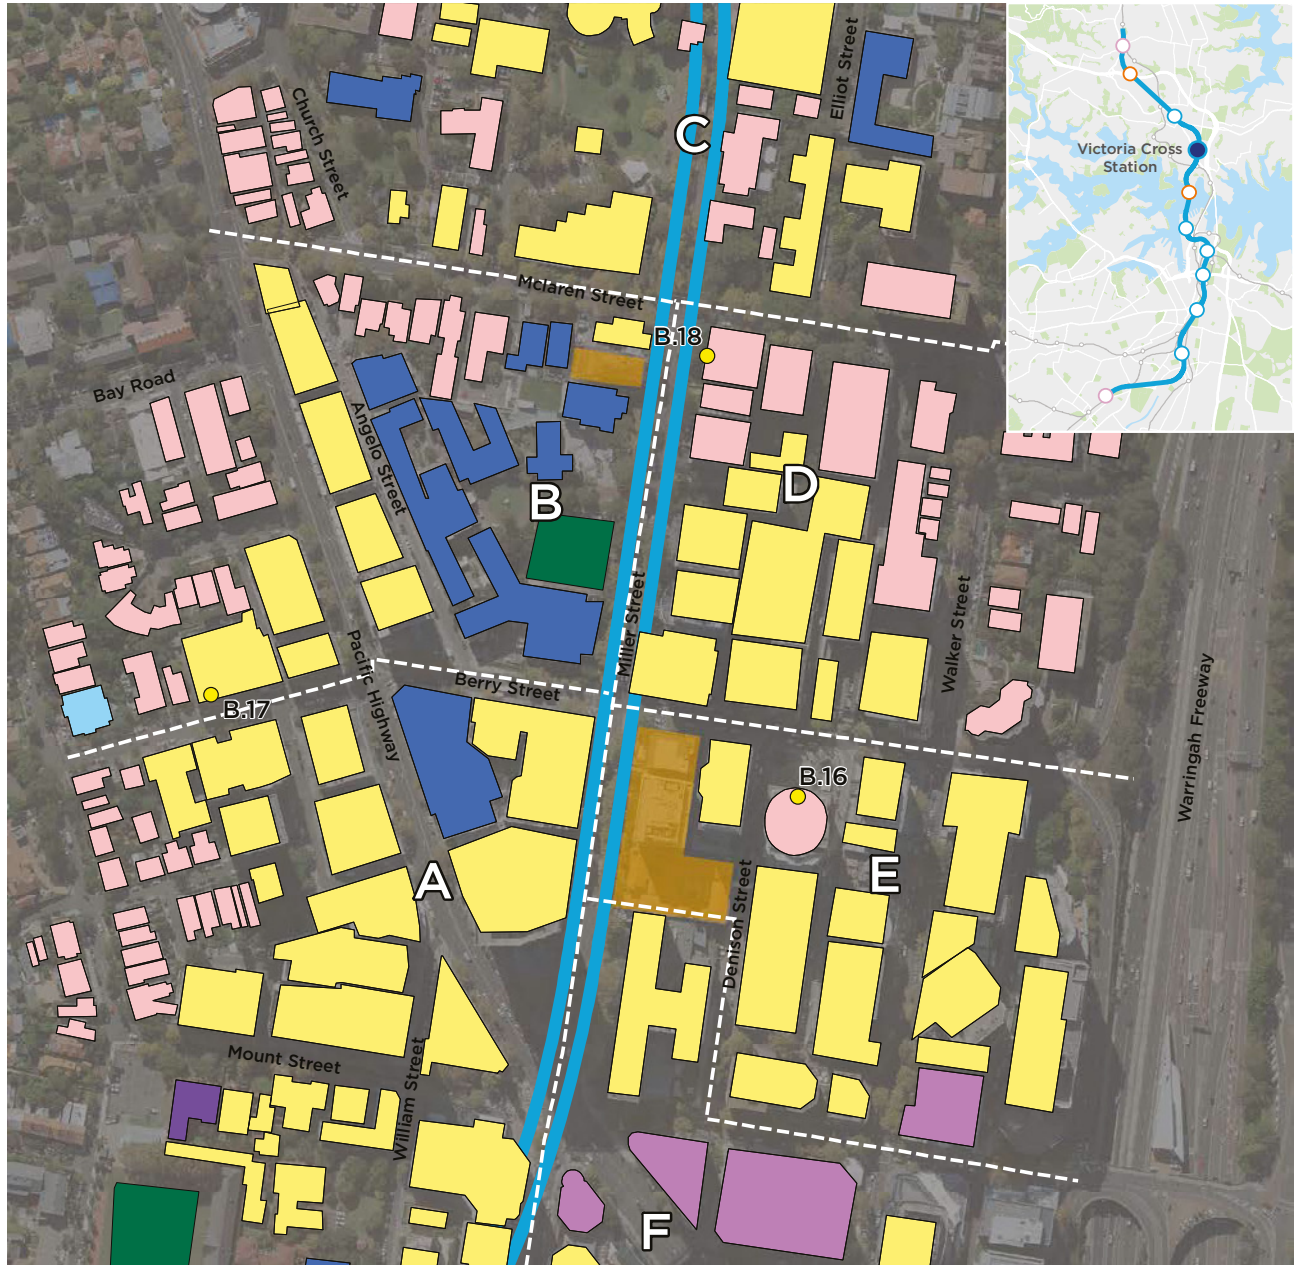 Elliot Street
Church Street
C
Victoria Cross
Station
Mclaren Street
B.18
Bay Road
Angelo Street
B
D
Miller Street
Walker Street
Pacific Highway
Berry Street
Warringah Freeway
B.17
B.16
A
E
Denison Street
Mount Street
William Street
F